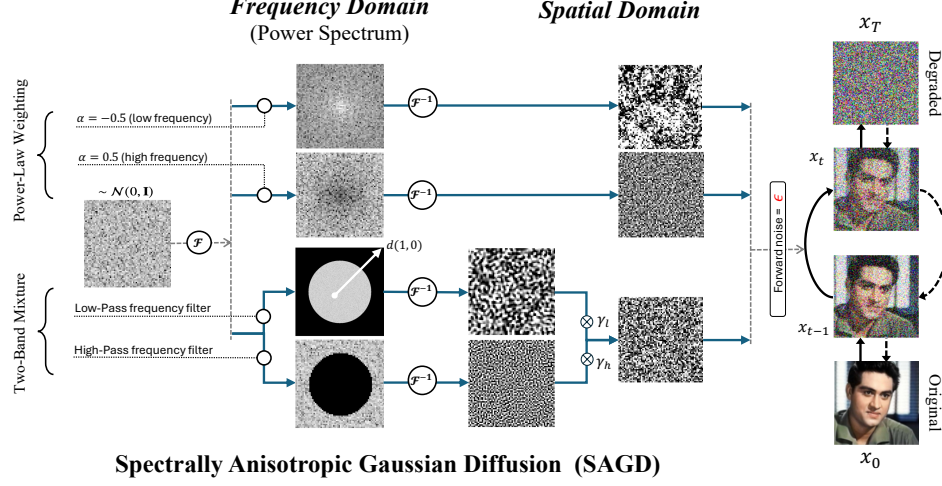 Frequency Domain
(Power Spectrum)
Spatial Domain
x_T
Degraded
Power-Law Weighting
α = −0.5 (low frequency)
ℱ⁻¹
α = 0.5 (high frequency)
ℱ⁻¹
x_t
~ 𝒩(0, I)
ℱ
Forward noise = ϵ
d(1,0)
Two-Band Mixture
Low-Pass frequency filter
ℱ⁻¹
γ_l
x_{t−1}
High-Pass frequency filter
ℱ⁻¹
γ_h
Original
x_0
Spectrally Anisotropic Gaussian Diffusion (SAGD)